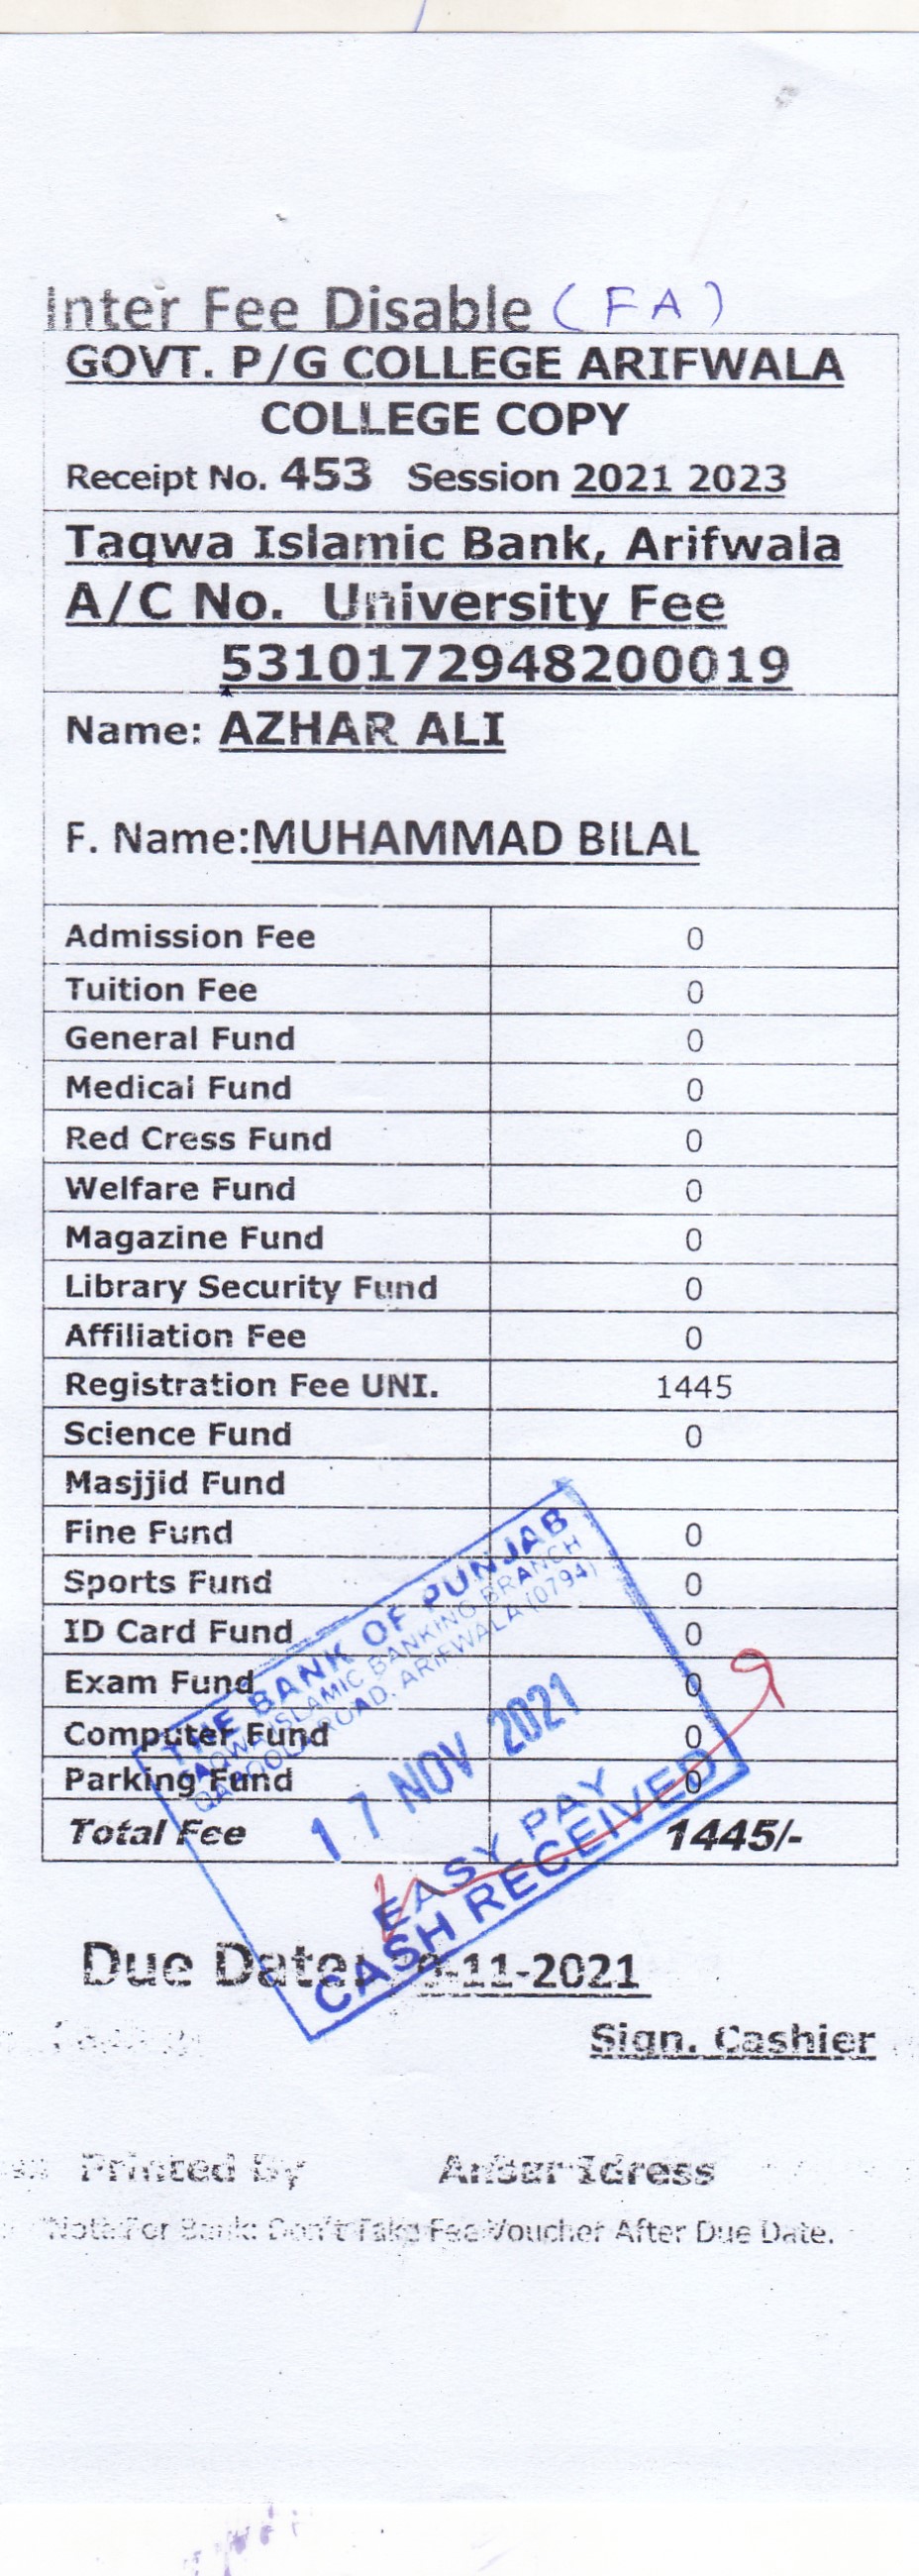 Inter Fee Disable (FA)
GOVT. P/G COLLEGE ARIFWALA
COLLEGE COPY
Receipt No. 453 Session 2021 2023
Taqwa Islamic Bank, Arifwala
A/C No. University Fee
5310172948200019
Name: AZHAR ALI
F. Name:MUHAMMAD BILAL
Admission Fee 0
Tuition Fee 0
General Fund 0
Medical Fund 0
Red Cress Fund 0
Welfare Fund 0
Magazine Fund 0
Library Security Fund 0
Affiliation Fee 0
Registration Fee UNI. 1445
Science Fund 0
Masjjid Fund
Fine Fund 0
Sports Fund 0
ID Card Fund 0
Exam Fund 0
Computer Fund 0
Parking Fund 0
Total Fee 1445/-
THE BANK OF PUNJAB
TAQWA ISLAMIC BANKING BRANCH
QABOOLA ROAD, ARIFWALA (0794)
17 NOV 2021
EASY PAY
CASH RECEIVED
Due Date: -11-2021
Sign. Cashier
Printed By Idress
Note For Bank: Don't Take Fee Voucher After Due Date.